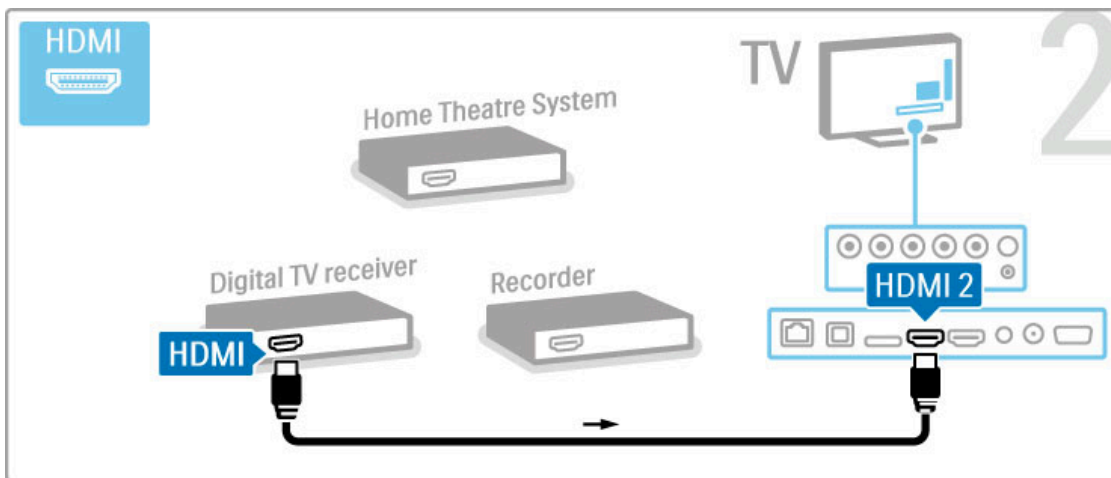 HDMI
TV
2
Home Theatre System
Digital TV receiver
Recorder
HDMI 2
HDMI